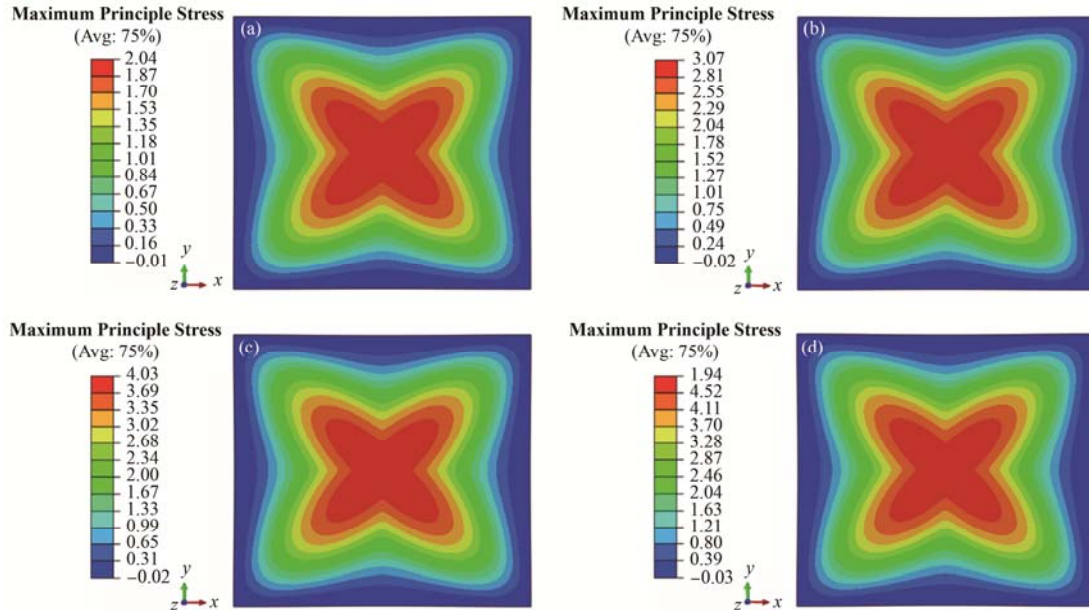 Maximum Principle Stress
(Avg: 75%)
2.04
1.87
1.70
1.53
1.35
1.18
1.01
0.84
0.67
0.50
0.33
0.16
−0.01
y
z
x
(a)
Maximum Principle Stress
(Avg: 75%)
3.07
2.81
2.55
2.29
2.04
1.78
1.52
1.27
1.01
0.75
0.49
0.24
−0.02
y
z
x
(b)
Maximum Principle Stress
(Avg: 75%)
4.03
3.69
3.35
3.02
2.68
2.34
2.00
1.67
1.33
0.99
0.65
0.31
−0.02
y
z
x
(c)
Maximum Principle Stress
(Avg: 75%)
1.94
4.52
4.11
3.70
3.28
2.87
2.46
2.04
1.63
1.21
0.80
0.39
−0.03
y
z
x
(d)